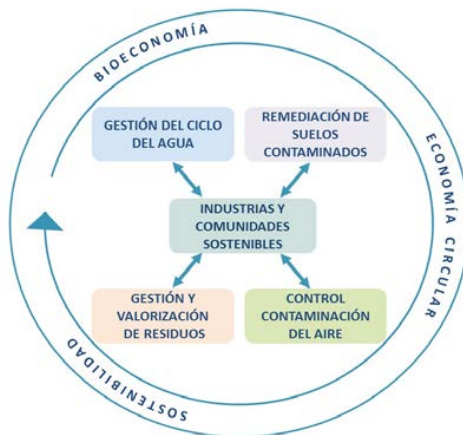 BIOECONOMÍA
GESTIÓN DEL CICLO
DEL AGUA
REMEDIACIÓN DE
SUELOS
CONTAMINADOS
ECONOMÍA CIRCULAR
INDUSTRIAS Y
COMUNIDADES
SOSTENIBLES
GESTIÓN Y
VALORIZACIÓN
DE RESIDUOS
CONTROL
CONTAMINACIÓN
DEL AIRE
SOSTENIBILIDAD